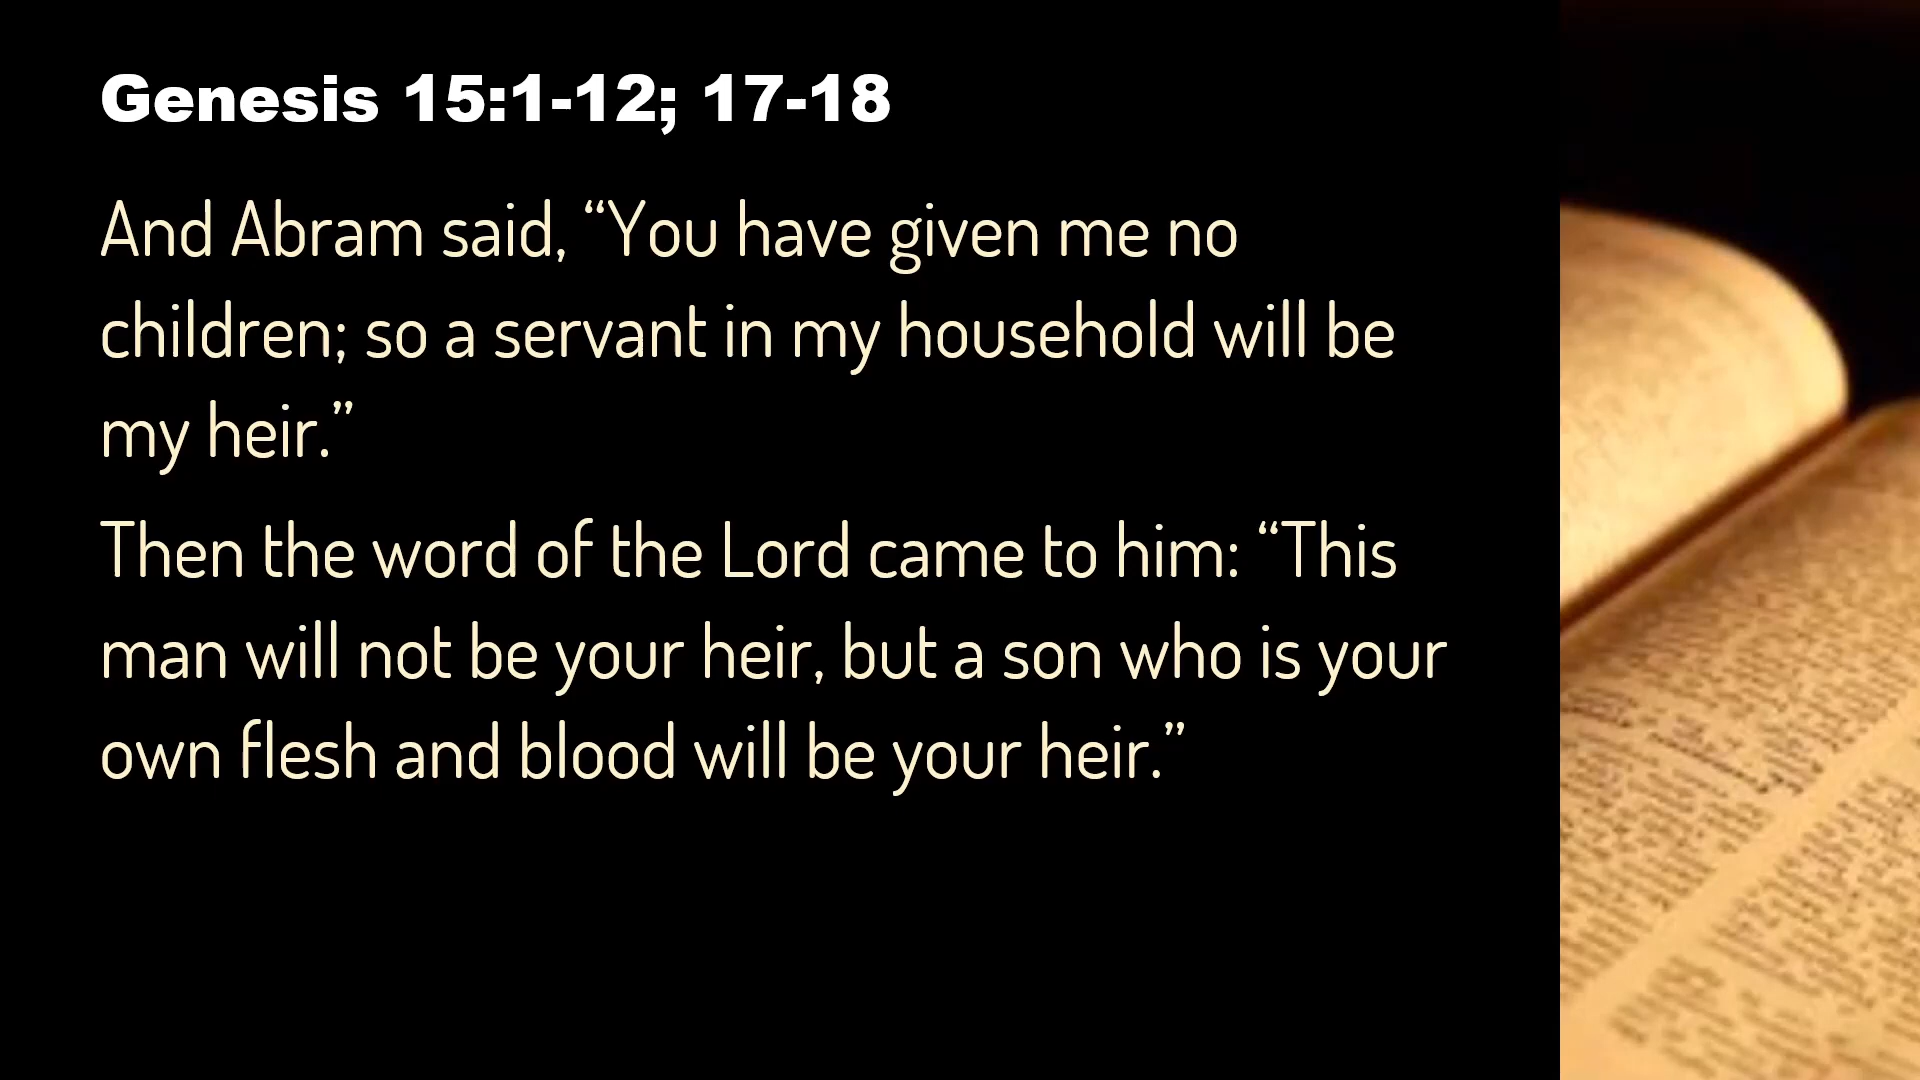 Genesis 15:1-12; 17-18
And Abram said, “You have given me no
children; so a servant in my household will be
my heir.”
Then the word of the Lord came to him: “This
man will not be your heir, but a son who is your
own flesh and blood will be your heir.”